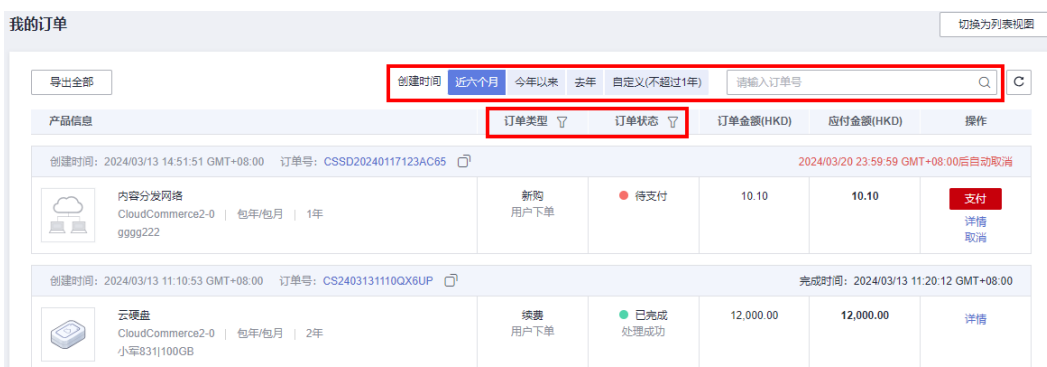 我的订单
切换为列表视图
导出全部
创建时间 近六个月 今年以来 去年 自定义(不超过1年) 请输入订单号
产品信息 订单类型 订单状态 订单金额(HKD) 应付金额(HKD) 操作
创建时间：2024/03/13 14:51:51 GMT+08:00 订单号：CSSD20240117123AC65 2024/03/20 23:59:59 GMT+08:00后自动取消
内容分发网络 新购 待支付 10.10 10.10 支付
CloudCommerce2-0 | 包年/包月 | 1年 用户下单 详情
gggg222 取消
创建时间：2024/03/13 11:10:53 GMT+08:00 订单号：CS2403131110QX6UP 完成时间：2024/03/13 11:20:12 GMT+08:00
云硬盘 续费 已完成 12,000.00 12,000.00 详情
CloudCommerce2-0 | 包年/包月 | 2年 用户下单 处理成功
小军831|100GB